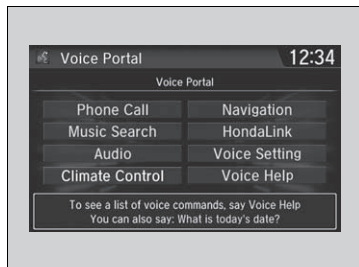 Voice Portal 12:34
Voice Portal
Phone Call Navigation
Music Search HondaLink
Audio Voice Setting
Climate Control Voice Help
To see a list of voice commands, say Voice Help
You can also say: What is today's date?